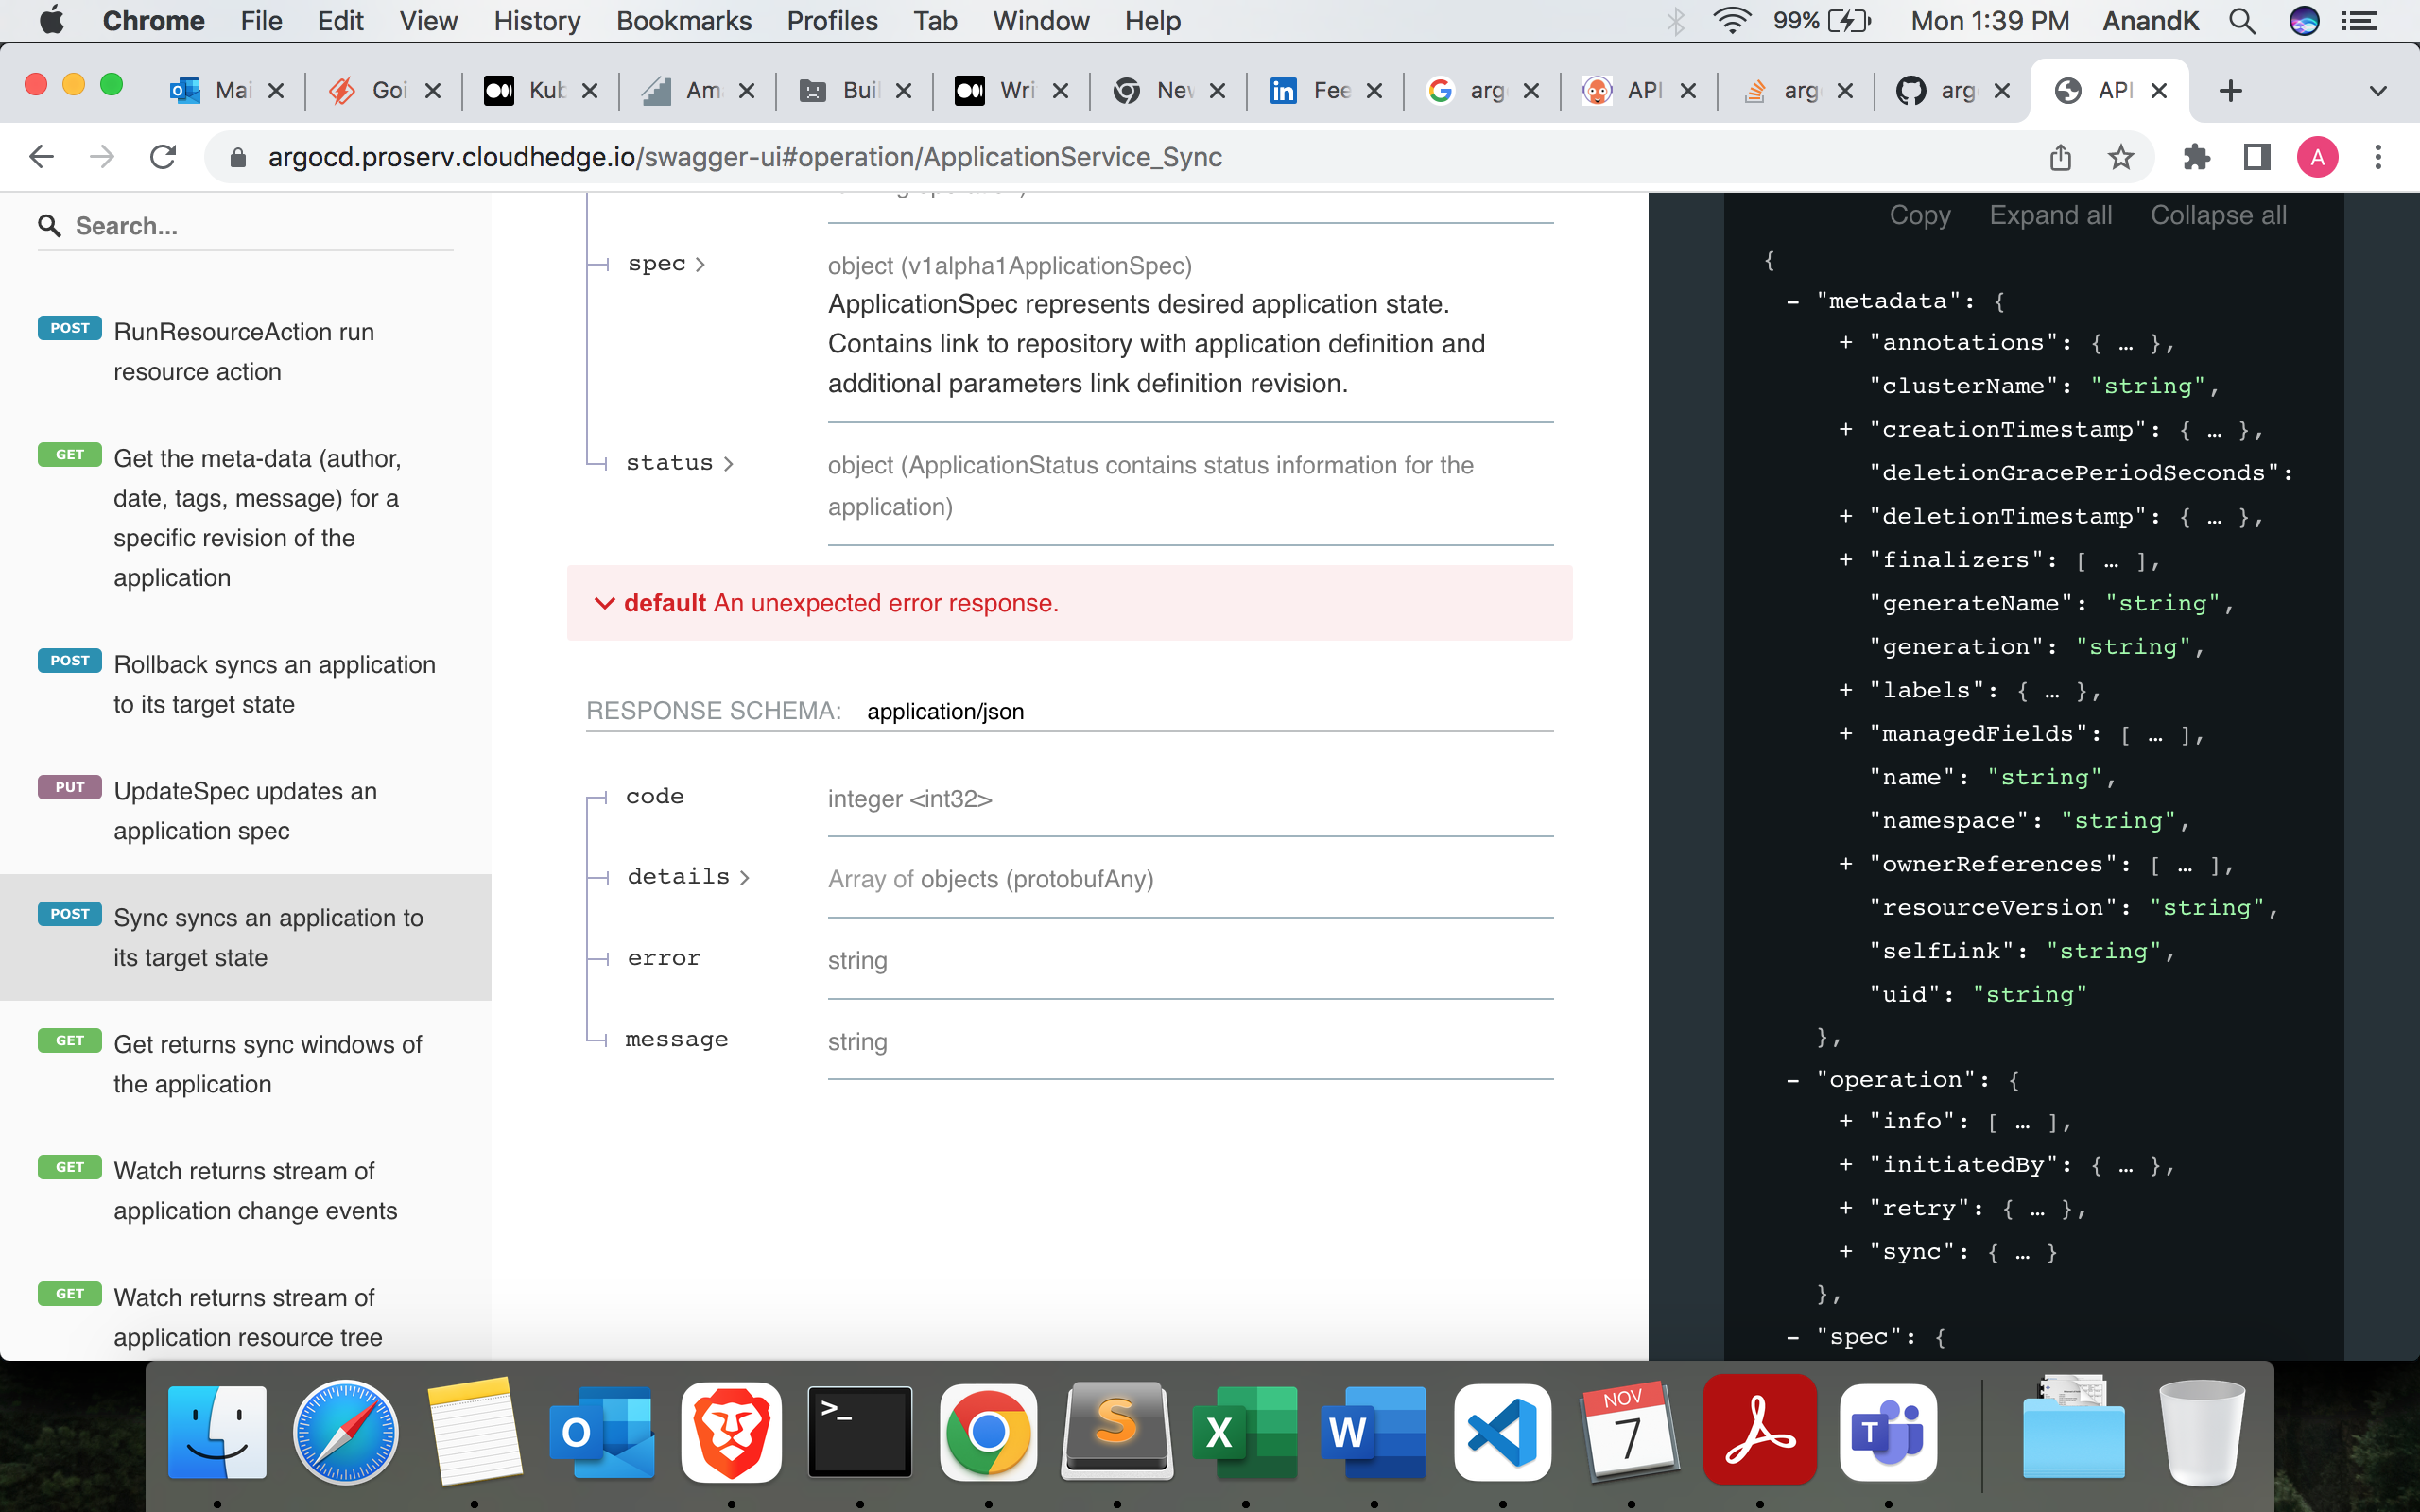 Chrome File Edit View History Bookmarks Profiles Tab Window Help 99% Mon 1:39 PM AnandK
Mai Goi Kub Am Buil Wri Nev Fee arg API arg arg API
argocd.proserv.cloudhedge.io/swagger-ui#operation/ApplicationService_Sync A
Search...
POST RunResourceAction run
resource action
GET Get the meta-data (author,
date, tags, message) for a
specific revision of the
application
POST Rollback syncs an application
to its target state
PUT UpdateSpec updates an
application spec
POST Sync syncs an application to
its target state
GET Get returns sync windows of
the application
GET Watch returns stream of
application change events
GET Watch returns stream of
application resource tree
spec > object (v1alpha1ApplicationSpec)
ApplicationSpec represents desired application state.
Contains link to repository with application definition and
additional parameters link definition revision.
status > object (ApplicationStatus contains status information for the
application)
default An unexpected error response.
RESPONSE SCHEMA: application/json
code integer <int32>
details > Array of objects (protobufAny)
error string
message string
Copy Expand all Collapse all
{
- "metadata": {
+ "annotations": { … },
"clusterName": "string",
+ "creationTimestamp": { … },
"deletionGracePeriodSeconds":
+ "deletionTimestamp": { … },
+ "finalizers": [ … ],
"generateName": "string",
"generation": "string",
+ "labels": { … },
+ "managedFields": [ … ],
"name": "string",
"namespace": "string",
+ "ownerReferences": [ … ],
"resourceVersion": "string",
"selfLink": "string",
"uid": "string"
},
- "operation": {
+ "info": [ … ],
+ "initiatedBy": { … },
+ "retry": { … },
+ "sync": { … }
},
- "spec": {
O >_ S X W NOV 7 T